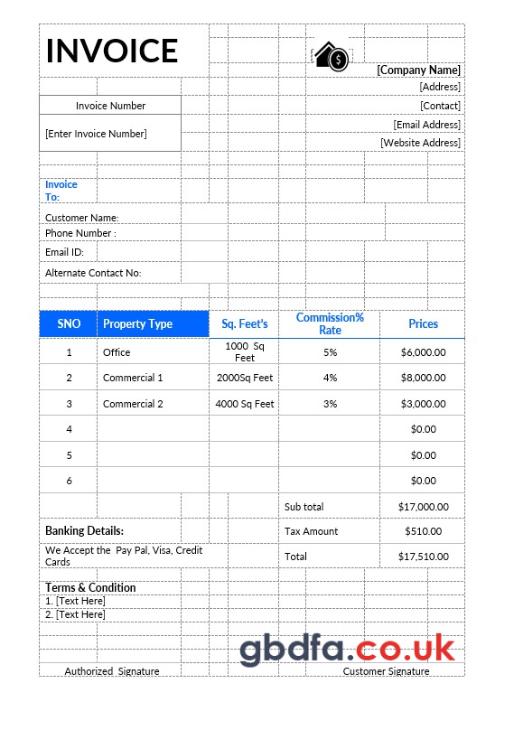 INVOICE
$
[Company Name]
[Address]
Invoice Number
[Contact]
[Enter Invoice Number]
[Email Address]
[Website Address]
Invoice
To:
Customer Name:
Phone Number :
Email ID:
Alternate Contact No:
SNO Property Type Sq. Feet's Commission% Rate Prices
1 Office 1000 Sq Feet 5% $6,000.00
2 Commercial 1 2000Sq Feet 4% $8,000.00
3 Commercial 2 4000 Sq Feet 3% $3,000.00
4 $0.00
5 $0.00
6 $0.00
Sub total $17,000.00
Banking Details: Tax Amount $510.00
We Accept the Pay Pal, Visa, Credit
Cards
Total $17,510.00
Terms & Condition
1. [Text Here]
2. [Text Here]
gbdfa.co.uk
Authorized Signature Customer Signature